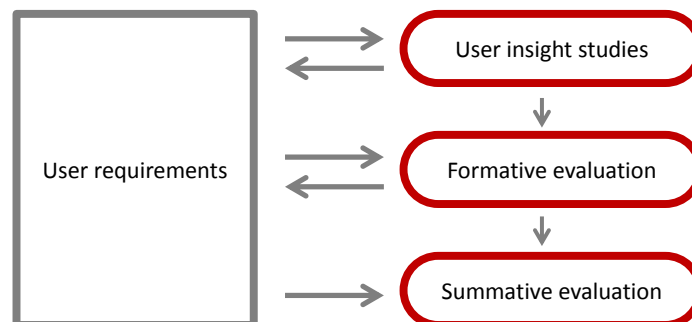 User insight studies
User requirements
Formative evaluation
Summative evaluation